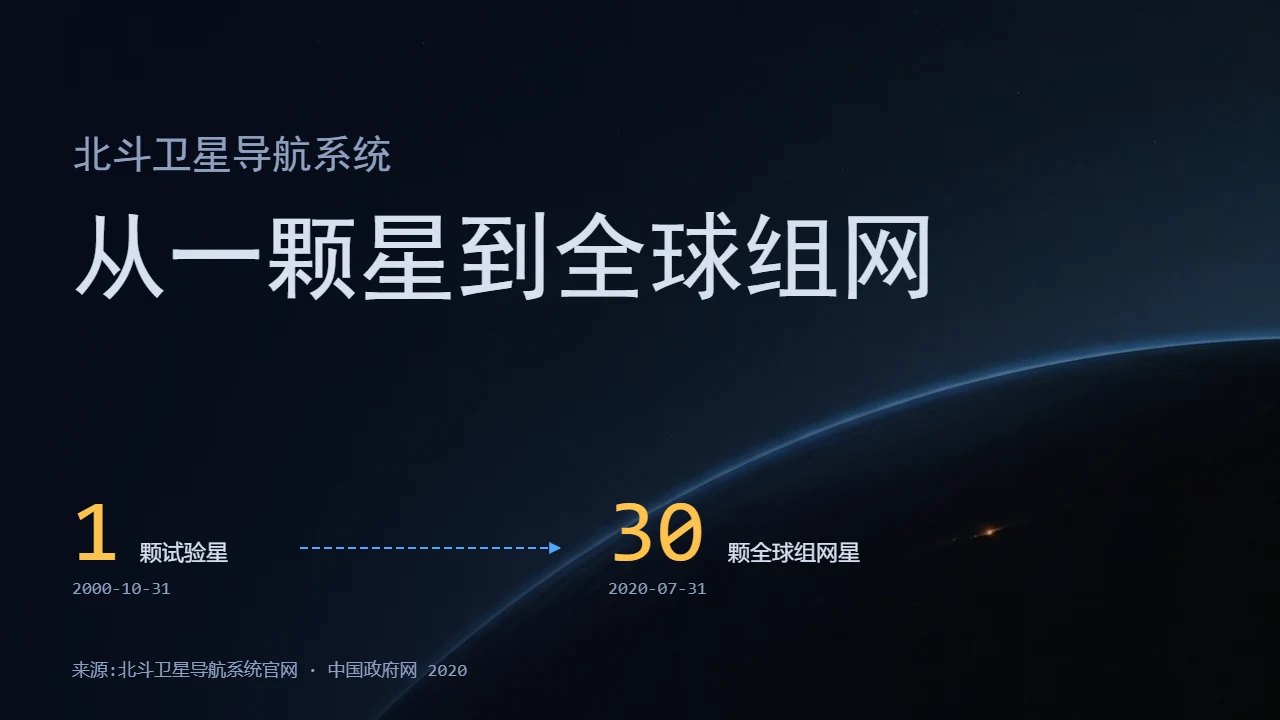 北斗卫星导航系统
从一颗星到全球组网
1 颗试验星
2000-10-31
30 颗全球组网星
2020-07-31
来源:北斗卫星导航系统官网 · 中国政府网 2020